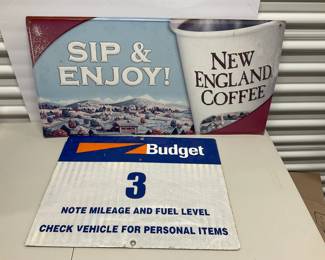 SIP &
ENJOY!
NEW
ENGLAND
COFFEE
Budget
3
NOTE MILEAGE AND FUEL LEVEL
CHECK VEHICLE FOR PERSONAL ITEMS